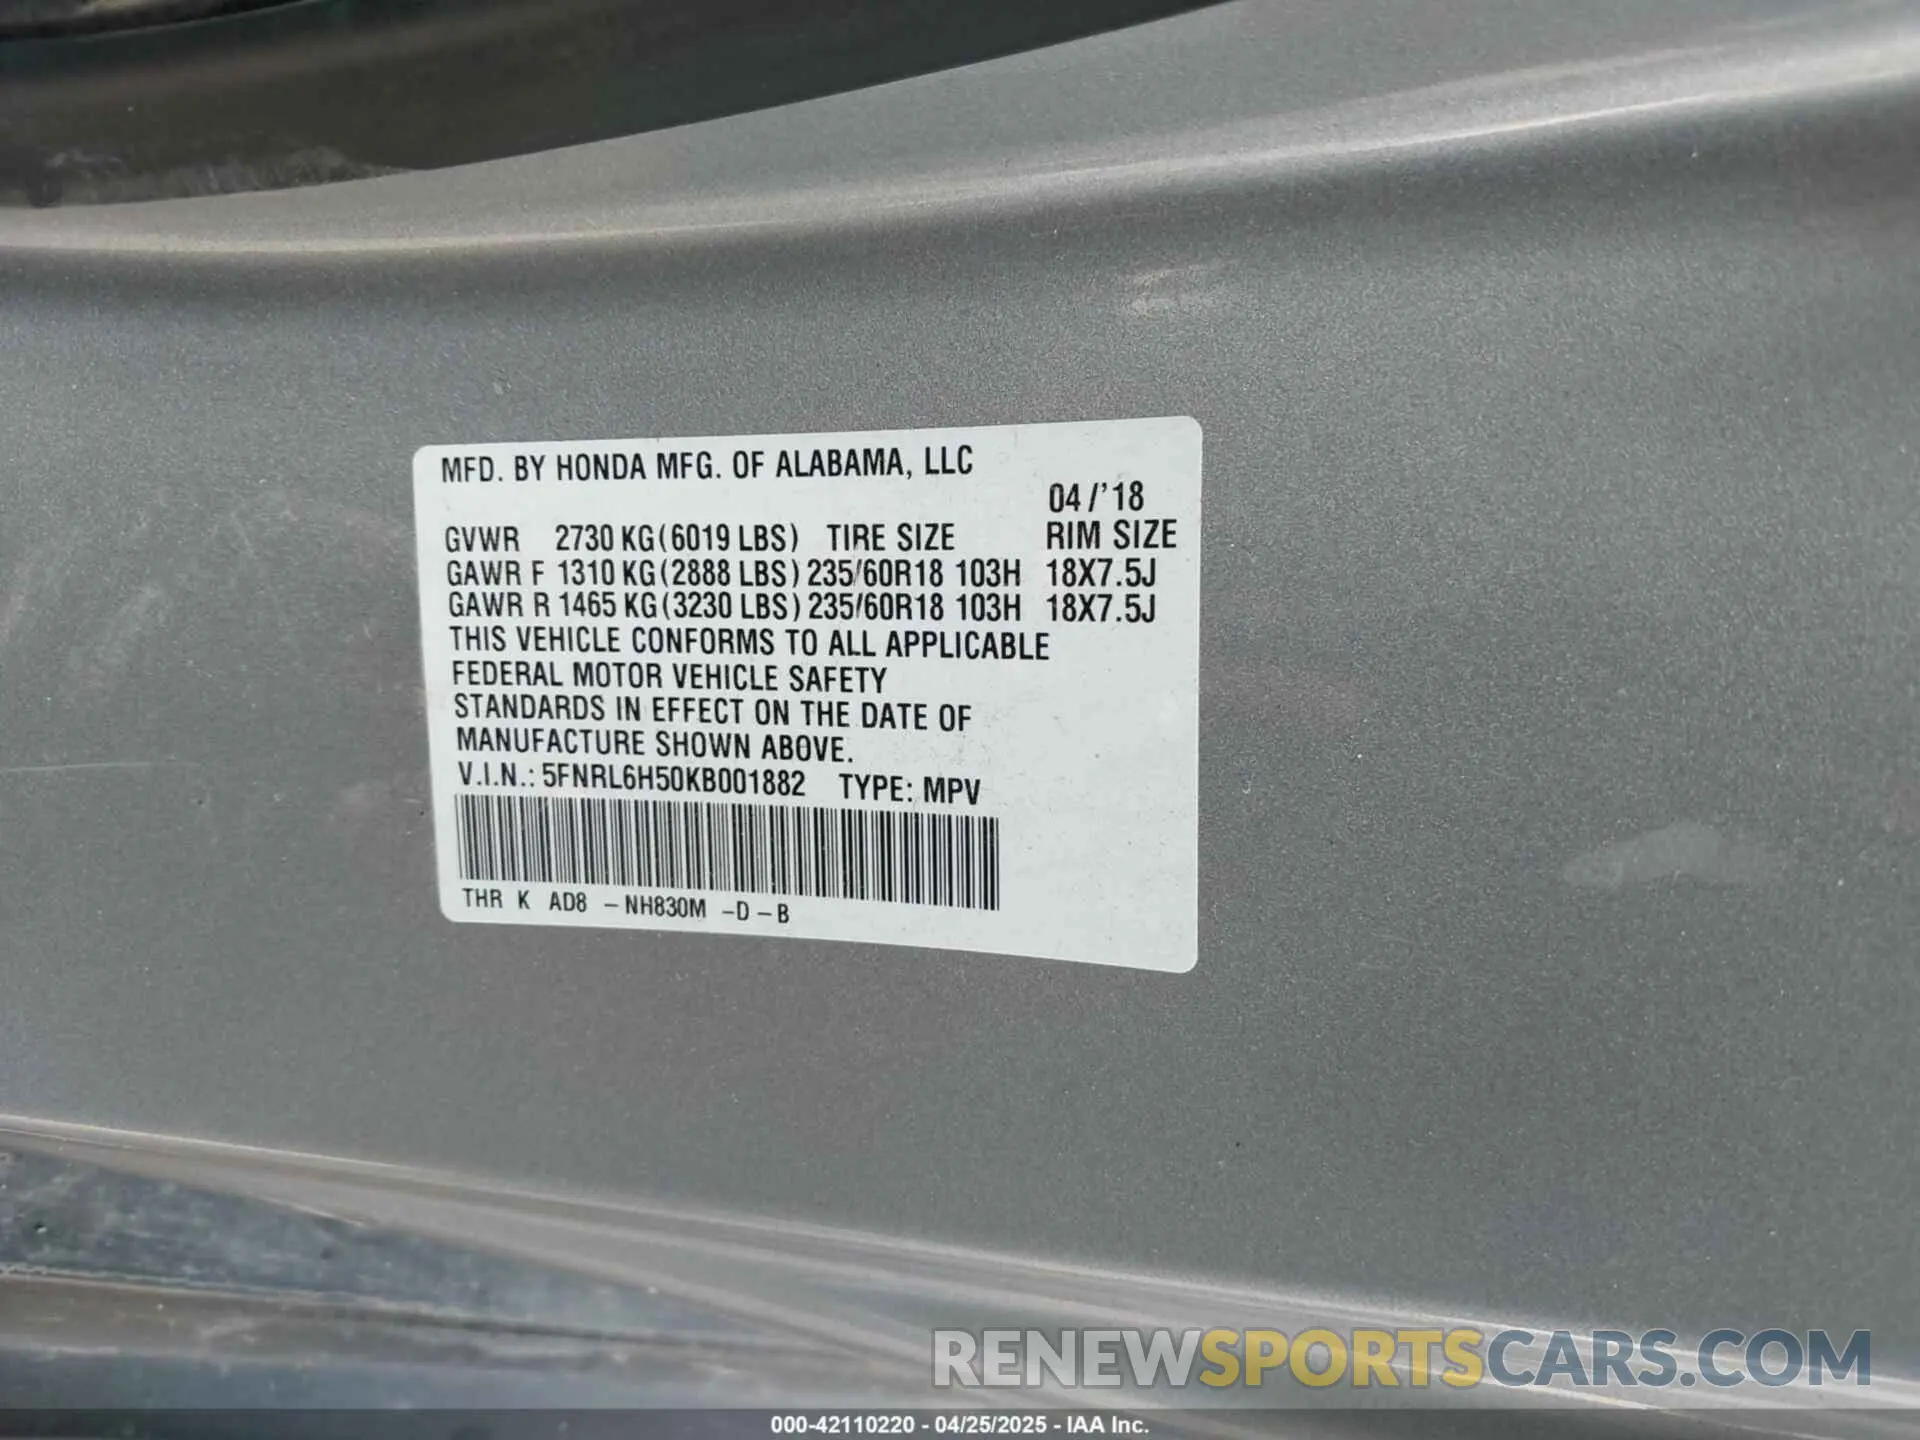 MFD. BY HONDA MFG. OF ALABAMA, LLC
04/'18
GVWR 2730 KG(6019 LBS) TIRE SIZE RIM SIZE
GAWR F 1310 KG(2888 LBS) 235/60R18 103H 18X7.5J
GAWR R 1465 KG(3230 LBS) 235/60R18 103H 18X7.5J
THIS VEHICLE CONFORMS TO ALL APPLICABLE
FEDERAL MOTOR VEHICLE SAFETY
STANDARDS IN EFFECT ON THE DATE OF
MANUFACTURE SHOWN ABOVE.
V.I.N.: 5FNRL6H50KB001882 TYPE: MPV
THR K AD8 -NH830M -D-B
RENEWSPORTSCARS.COM
000-42110220 - 04/25/2025 - IAA Inc.